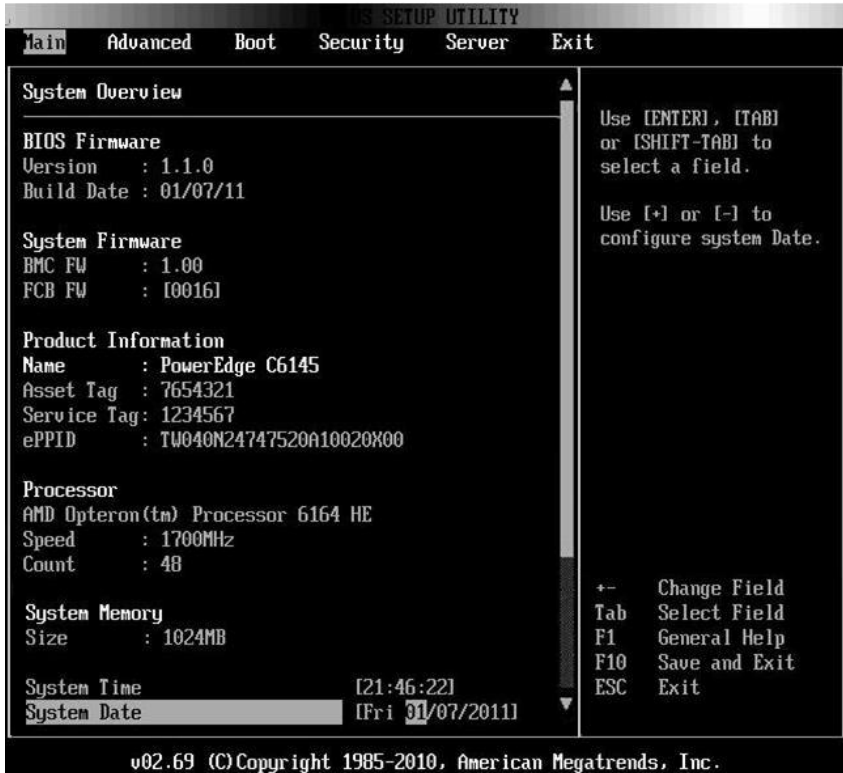 OS SETUP UTILITY
Main Advanced Boot Security Server Exit
System Overview
BIOS Firmware
Version : 1.1.0
Build Date : 01/07/11
System Firmware
BMC FW : 1.00
FCB FW : [0016]
Product Information
Name : PowerEdge C6145
Asset Tag : 7654321
Service Tag: 1234567
ePPID : TW040N24747520A10020X00
Processor
AMD Opteron(tm) Processor 6164 HE
Speed : 1700MHz
Count : 48
System Memory
Size : 1024MB
System Time [21:46:22]
System Date [Fri 01/07/2011]
Use [ENTER], [TAB]
or [SHIFT-TAB] to
select a field.
Use [+] or [-] to
configure system Date.
+- Change Field
Tab Select Field
F1 General Help
F10 Save and Exit
ESC Exit
v02.69 (C)Copyright 1985-2010, American Megatrends, Inc.